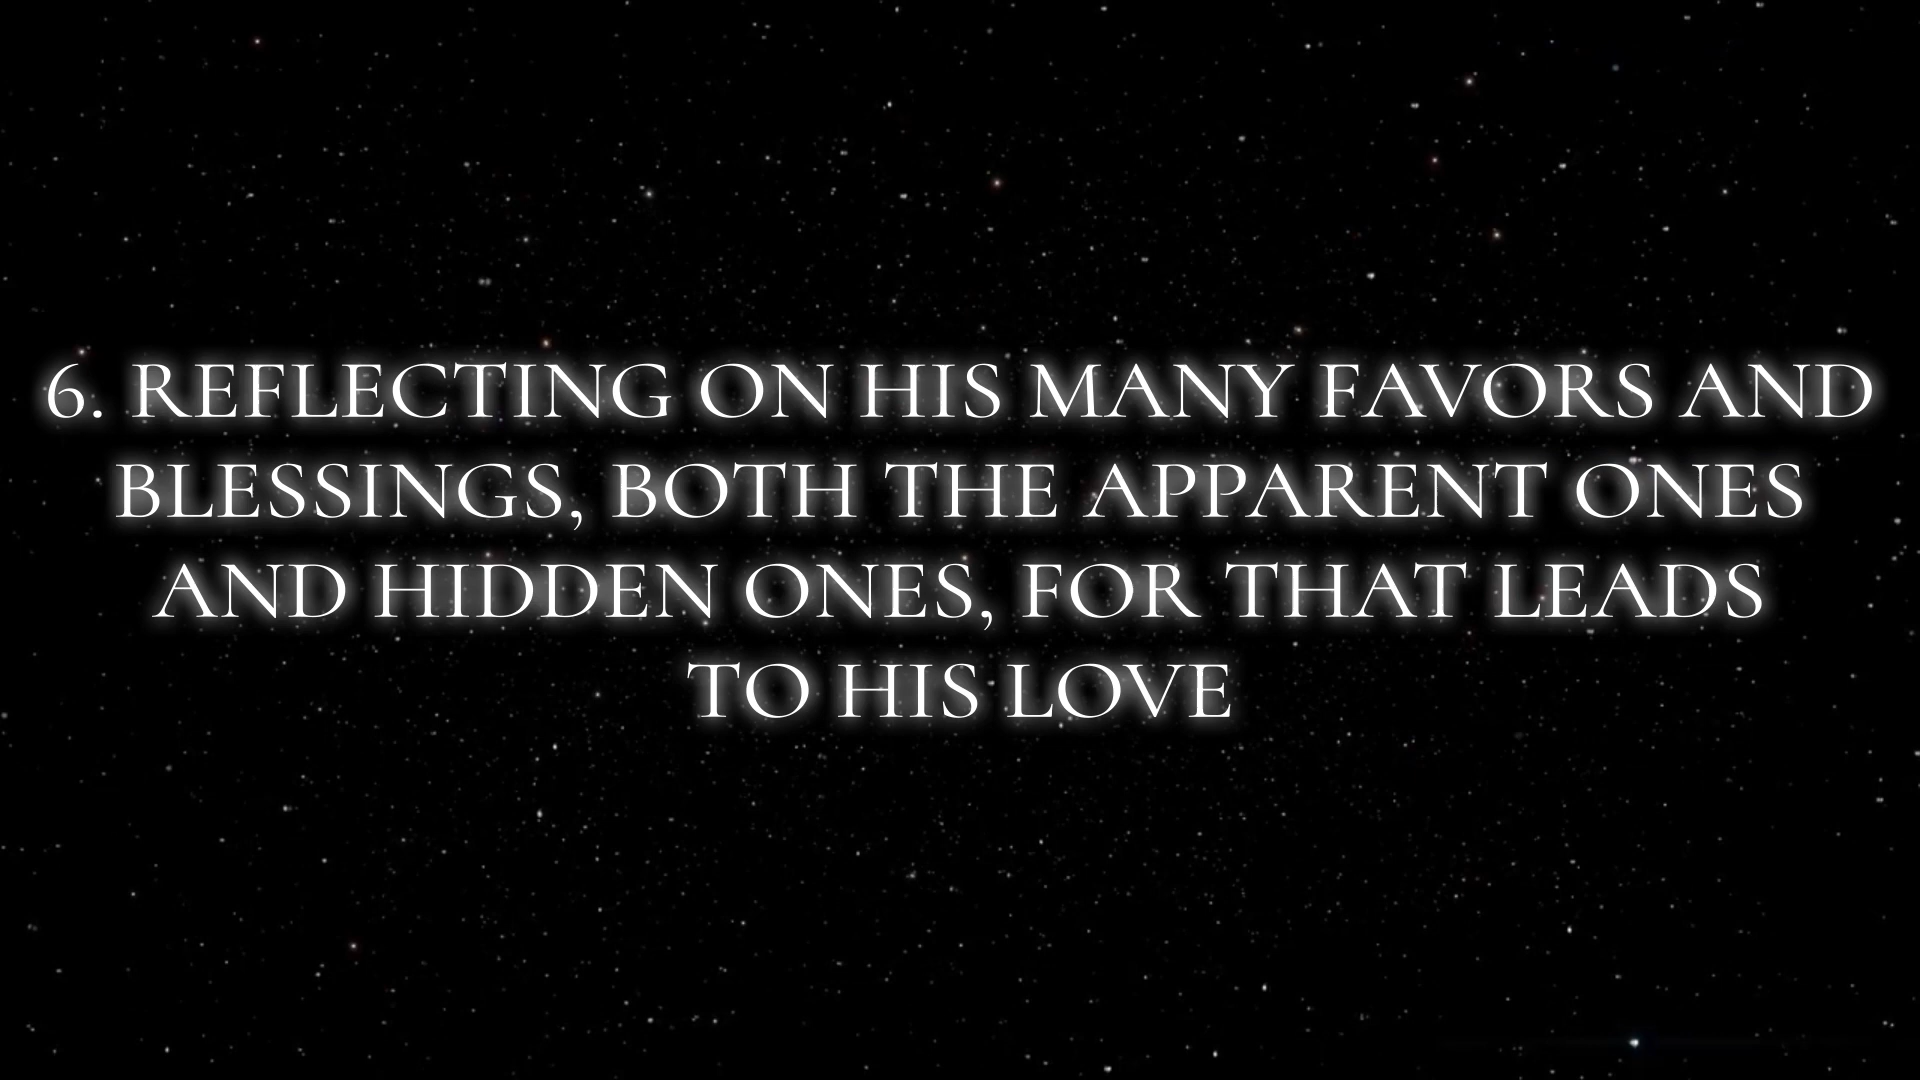 6. REFLECTING ON HIS MANY FAVORS AND
BLESSINGS, BOTH THE APPARENT ONES
AND HIDDEN ONES, FOR THAT LEADS
TO HIS LOVE